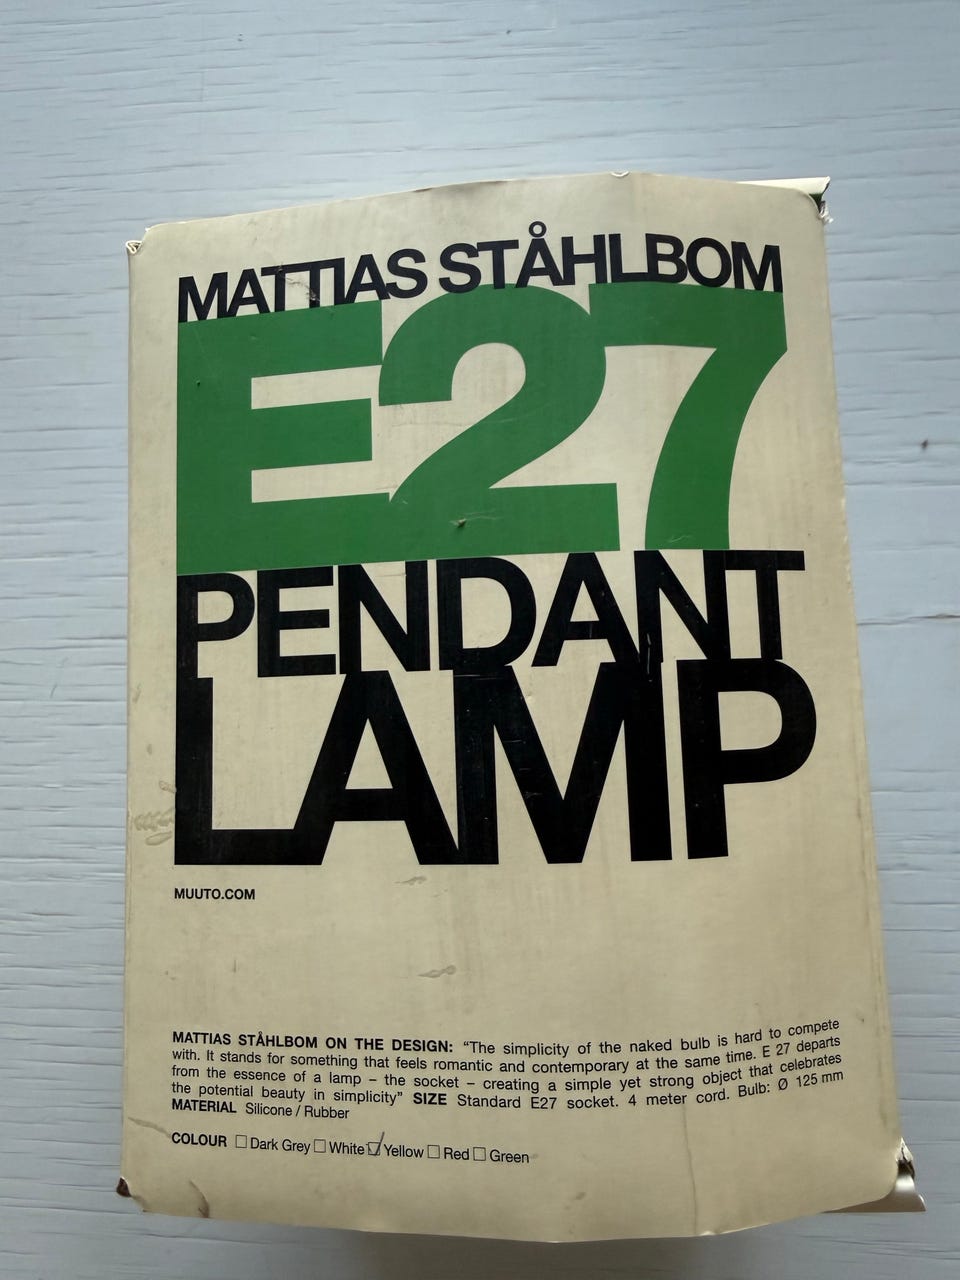 MATTIAS STÅHLBOM
E27
PENDANT
LAMP
MUUTO.COM
MATTIAS STÅHLBOM ON THE DESIGN: “The simplicity of the naked bulb is hard to compete
with. It stands for something that feels romantic and contemporary at the same time. E 27 departs
from the essence of a lamp – the socket – creating a simple yet strong object that celebrates
the potential beauty in simplicity” SIZE Standard E27 socket. 4 meter cord. Bulb: Ø 125 mm
MATERIAL Silicone / Rubber
COLOUR ☐ Dark Grey ☐ White ☑ Yellow ☐ Red ☐ Green